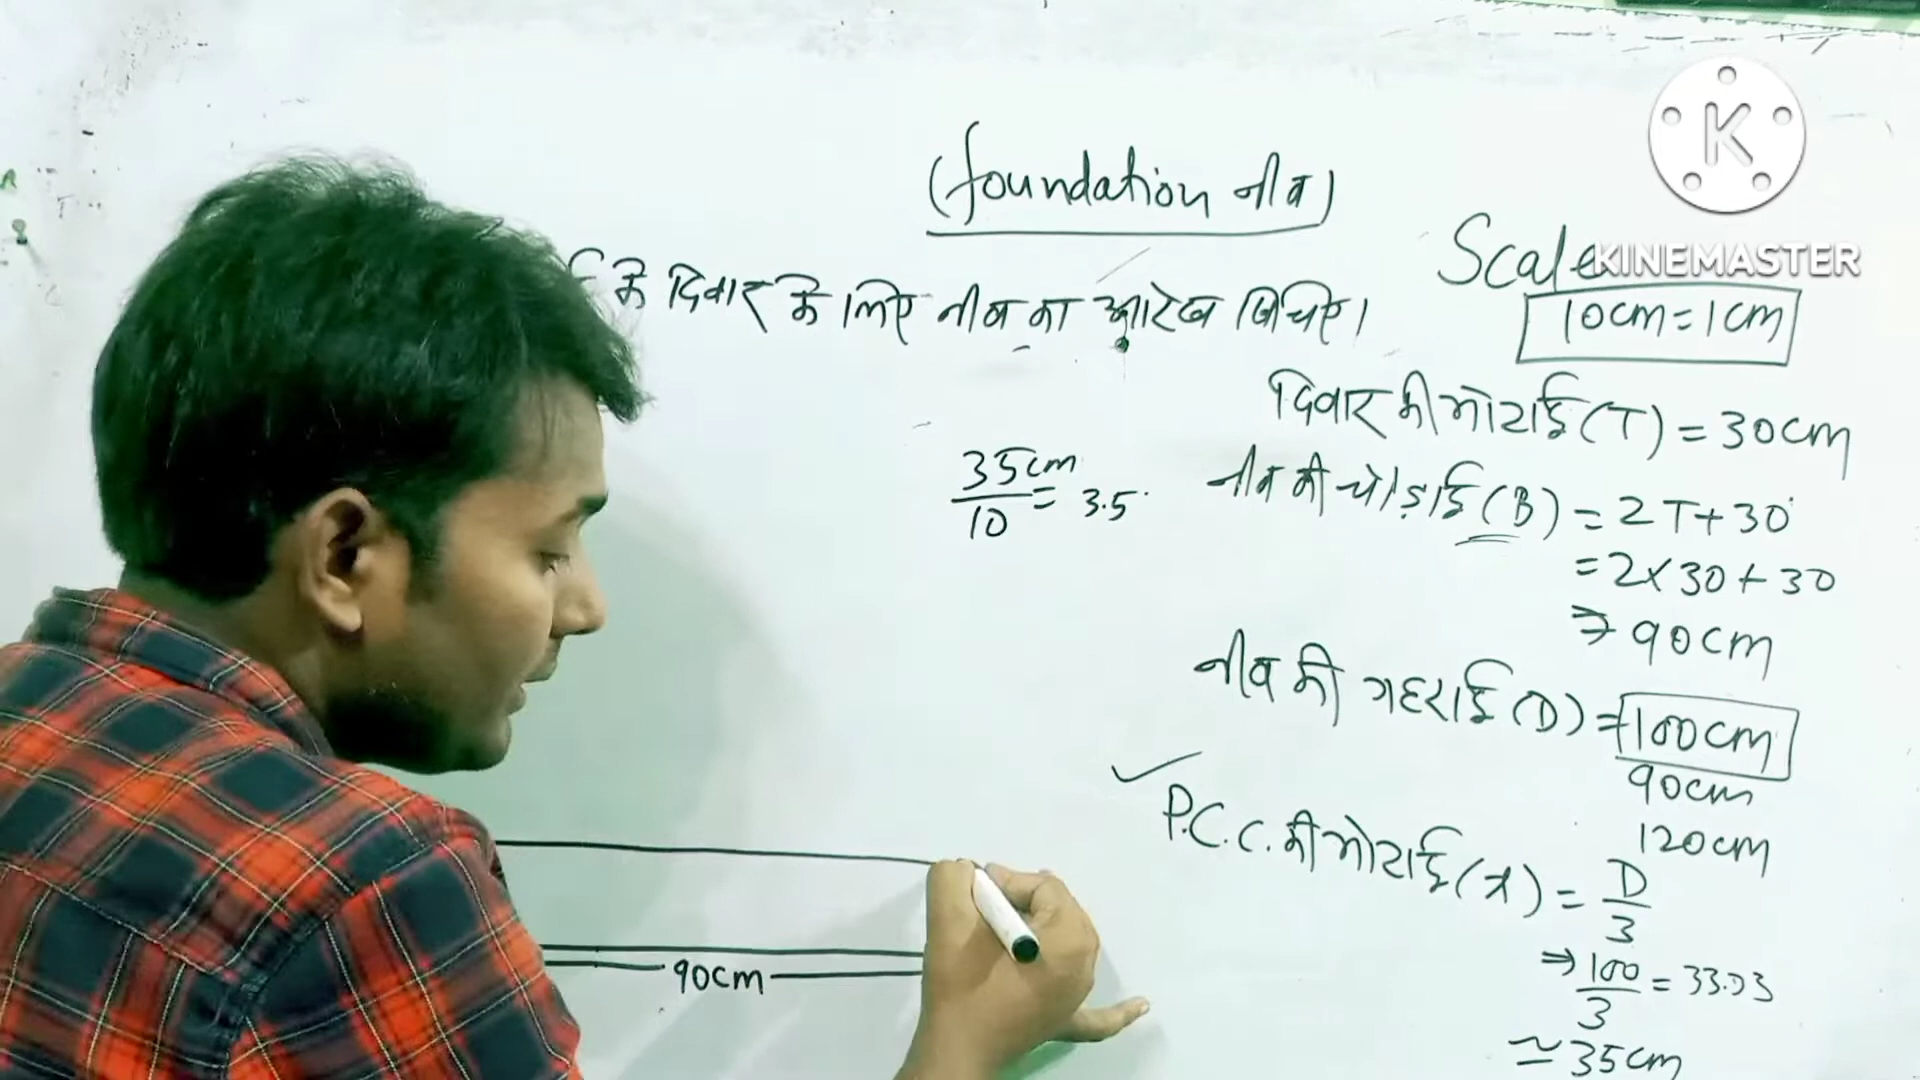 (foundation नीव)
के दिवार के लिए नीव का आरेख खिचिए।
Scale
KINEMASTER
10cm = 1cm
दिवार की मोटाई (T) = 30cm
35cm
10
= 3.5
नीव की चोड़ाई (B) = 2T + 30
= 2 × 30 + 30
⇒ 90cm
नीव की गहराई (D) = 100cm
90cm
120cm
✓
P.C.C. की मोटाई (x) = D
3
⇒ 100
3
= 33.33
≃ 35cm
90cm